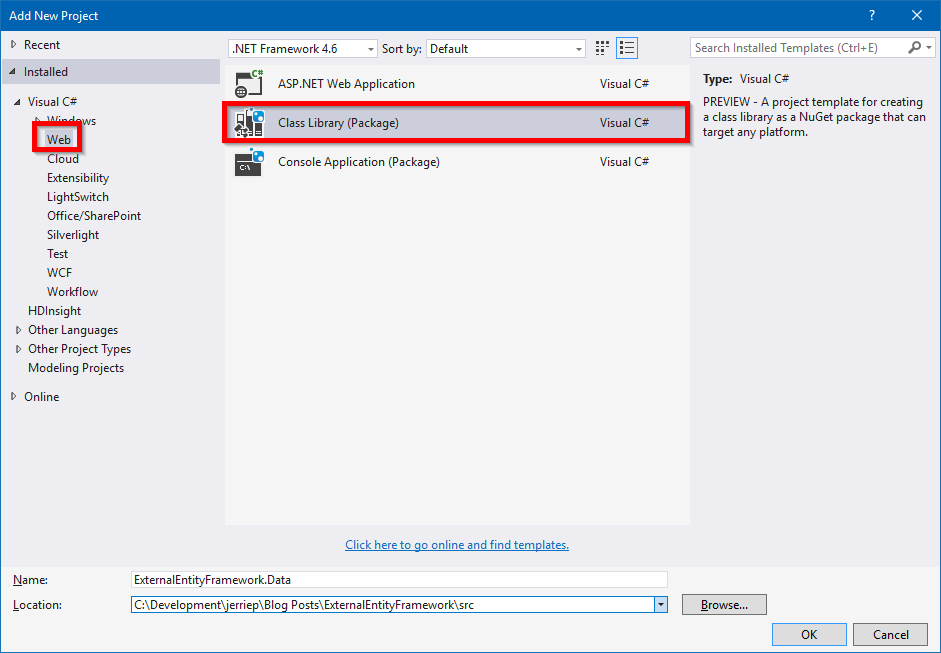 Add New Project
?
Recent
Installed
Visual C#
Windows
Web
Cloud
Extensibility
LightSwitch
Office/SharePoint
Silverlight
Test
WCF
Workflow
HDInsight
Other Languages
Other Project Types
Modeling Projects
Online
.NET Framework 4.6
Sort by:
Default
ASP.NET Web Application
Visual C#
Class Library (Package)
Visual C#
Console Application (Package)
Visual C#
Click here to go online and find templates.
Search Installed Templates (Ctrl+E)
Type: Visual C#
PREVIEW - A project template for creating
a class library as a NuGet package that can
target any platform.
Name:
ExternalEntityFramework.Data
Location:
C:\Development\jerriep\Blog Posts\ExternalEntityFramework\src
Browse...
OK
Cancel